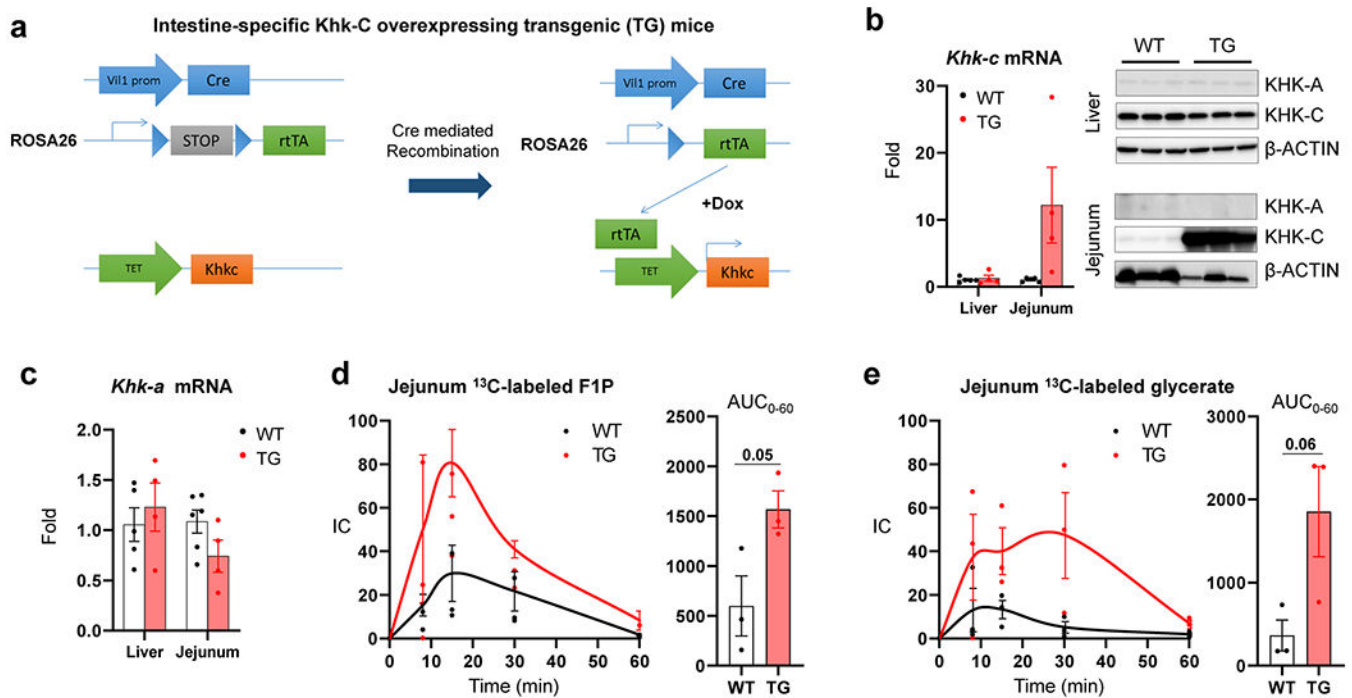 a
Intestine-specific Khk-C overexpressing transgenic (TG) mice
Vil1 prom
Cre
ROSA26
STOP
rtTA
TET
Khkc
Cre mediated
Recombination
Vil1 prom
Cre
ROSA26
rtTA
+Dox
rtTA
TET
Khkc
b
Khk-c mRNA
WT
TG
Fold
30
20
10
0
Liver
Jejunum
WT
TG
Liver
KHK-A
KHK-C
β-ACTIN
Jejunum
KHK-A
KHK-C
β-ACTIN
c
Khk-a mRNA
WT
TG
Fold
2.0
1.5
1.0
0.5
0.0
Liver
Jejunum
d
Jejunum ¹³C-labeled F1P
WT
TG
IC
100
80
60
40
20
0
0
10
20
30
40
50
60
Time (min)
AUC₀₋₆₀
0.05
2500
2000
1500
1000
500
0
WT
TG
e
Jejunum ¹³C-labeled glycerate
WT
TG
IC
100
80
60
40
20
0
0
10
20
30
40
50
60
Time (min)
AUC₀₋₆₀
0.06
3000
2000
1000
0
WT
TG